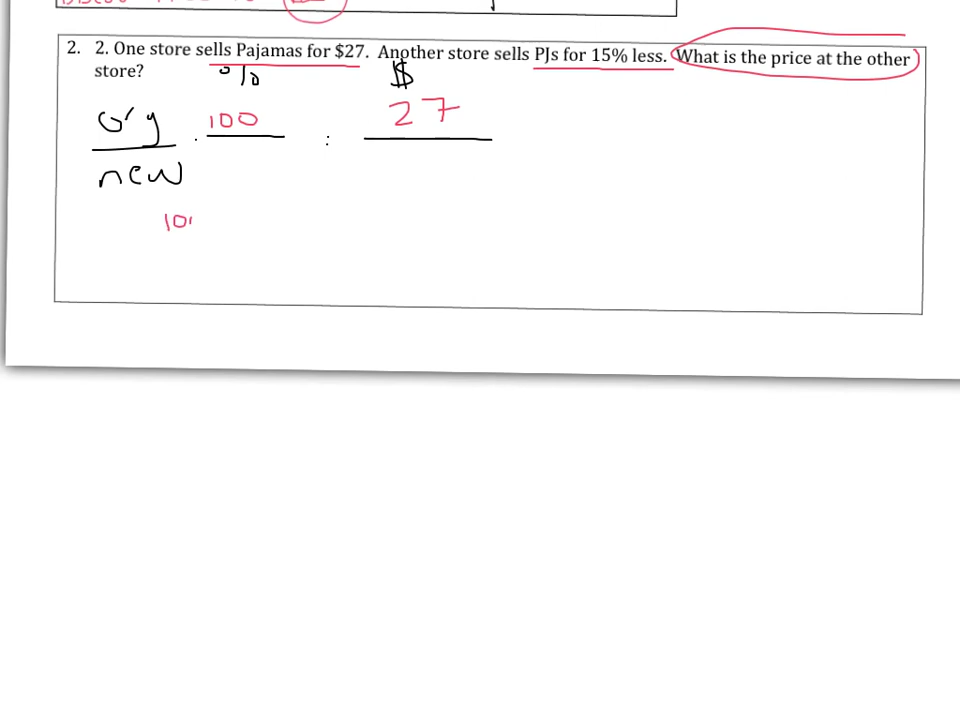 2. 2. One store sells Pajamas for $27. Another store sells PJs for 15% less. What is the price at the other
store?
% $
100 27
new